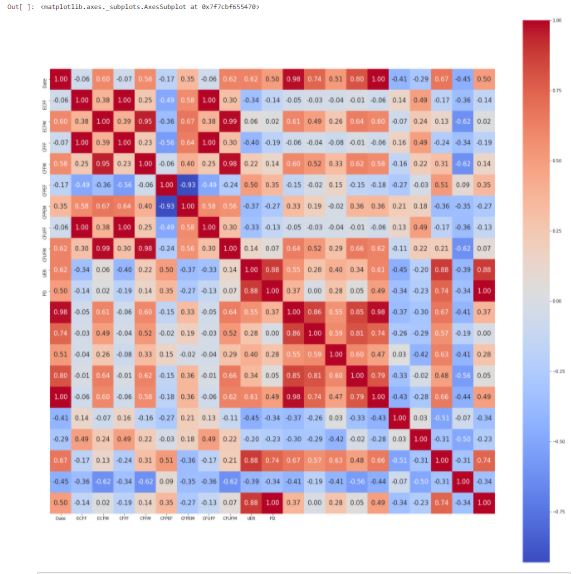 Out[ ]: <matplotlib.axes._subplots.AxesSubplot at 0x7f7cbf655470>
Date 1.00 -0.06 0.60 -0.07 0.58 -0.17 0.35 -0.06 0.62 0.62 0.50 0.98 0.74 0.51 0.80 1.00 -0.41 -0.29 0.67 -0.45 0.50
-0.06 1.00 0.38 1.00 0.25 -0.49 0.58 1.00 0.30 -0.34 -0.14 -0.05 -0.03 -0.04 -0.01 -0.06 0.14 0.49 -0.17 -0.36 -0.14
0.60 0.38 1.00 0.39 0.95 -0.36 0.67 0.38 0.99 0.06 0.02 0.61 0.49 0.26 0.64 0.60 -0.07 0.24 0.13 -0.62 0.02
-0.07 1.00 0.39 1.00 0.23 -0.56 0.64 1.00 0.30 -0.40 -0.19 -0.06 -0.04 -0.08 -0.01 -0.06 0.16 0.49 -0.24 -0.34 -0.19
0.58 0.25 0.95 0.23 1.00 -0.06 0.40 0.25 0.98 0.22 0.14 0.60 0.52 0.33 0.62 0.58 -0.16 0.22 0.31 -0.62 0.14
-0.17 -0.49 -0.36 -0.56 -0.06 1.00 -0.93 -0.49 -0.24 0.50 0.35 -0.15 -0.02 0.15 -0.15 -0.18 -0.27 -0.03 0.51 0.09 0.35
0.35 0.58 0.67 0.64 0.40 -0.93 1.00 0.58 0.56 -0.37 -0.27 0.33 0.19 -0.02 0.36 0.36 0.21 0.18 -0.36 -0.35 -0.27
-0.06 1.00 0.38 1.00 0.25 -0.49 0.58 1.00 0.30 -0.33 -0.13 -0.05 -0.03 -0.04 -0.01 -0.06 0.13 0.49 -0.17 -0.36 -0.13
0.62 0.30 0.99 0.30 0.98 -0.24 0.56 0.30 1.00 0.14 0.07 0.64 0.52 0.29 0.66 0.62 -0.11 0.22 0.21 -0.62 0.07
UER 0.62 -0.34 0.06 -0.40 0.22 0.50 -0.37 -0.33 0.14 1.00 0.88 0.55 0.28 0.40 0.34 0.61 -0.45 -0.20 0.88 -0.39 0.88
PD 0.50 -0.14 0.02 -0.19 0.14 0.35 -0.27 -0.13 0.07 0.88 1.00 0.37 0.00 0.28 0.05 0.49 -0.34 -0.23 0.74 -0.34 1.00
0.98 -0.05 0.61 -0.06 0.60 -0.15 0.33 -0.05 0.64 0.55 0.37 1.00 0.86 0.55 0.85 0.98 -0.37 -0.30 0.67 -0.41 0.37
0.74 -0.03 0.49 -0.04 0.52 -0.02 0.19 -0.03 0.52 0.28 0.00 0.86 1.00 0.59 0.81 0.74 -0.26 -0.29 0.57 -0.19 0.00
0.51 -0.04 0.26 -0.08 0.33 0.15 -0.02 -0.04 0.29 0.40 0.28 0.55 0.59 1.00 0.60 0.47 0.03 -0.42 0.63 -0.41 0.28
0.80 -0.01 0.64 -0.01 0.62 -0.15 0.36 -0.01 0.66 0.34 0.05 0.85 0.81 0.60 1.00 0.79 -0.33 -0.02 0.48 -0.56 0.05
1.00 -0.06 0.60 -0.06 0.58 -0.18 0.36 -0.06 0.62 0.61 0.49 0.98 0.74 0.47 0.79 1.00 -0.43 -0.28 0.66 -0.44 0.49
-0.41 0.14 -0.07 0.16 -0.16 -0.27 0.21 0.13 -0.11 -0.45 -0.34 -0.37 -0.26 0.03 -0.33 -0.43 1.00 0.03 -0.51 -0.07 -0.34
-0.29 0.49 0.24 0.49 0.22 -0.03 0.18 0.49 0.22 -0.20 -0.23 -0.30 -0.29 -0.42 -0.02 -0.28 0.03 1.00 -0.31 -0.50 -0.23
0.67 -0.17 0.13 -0.24 0.31 0.51 -0.36 -0.17 0.21 0.88 0.74 0.67 0.57 0.63 0.48 0.66 -0.51 -0.31 1.00 -0.31 0.74
-0.45 -0.36 -0.62 -0.34 -0.62 0.09 -0.35 -0.36 -0.62 -0.39 -0.34 -0.41 -0.19 -0.41 -0.56 -0.44 -0.07 -0.50 -0.31 1.00 -0.34
0.50 -0.14 0.02 -0.19 0.14 0.35 -0.27 -0.13 0.07 0.88 1.00 0.37 0.00 0.28 0.05 0.49 -0.34 -0.23 0.74 -0.34 1.00
Date UER PD
1.00
0.75
0.50
0.25
0.00
-0.25
-0.50
-0.75